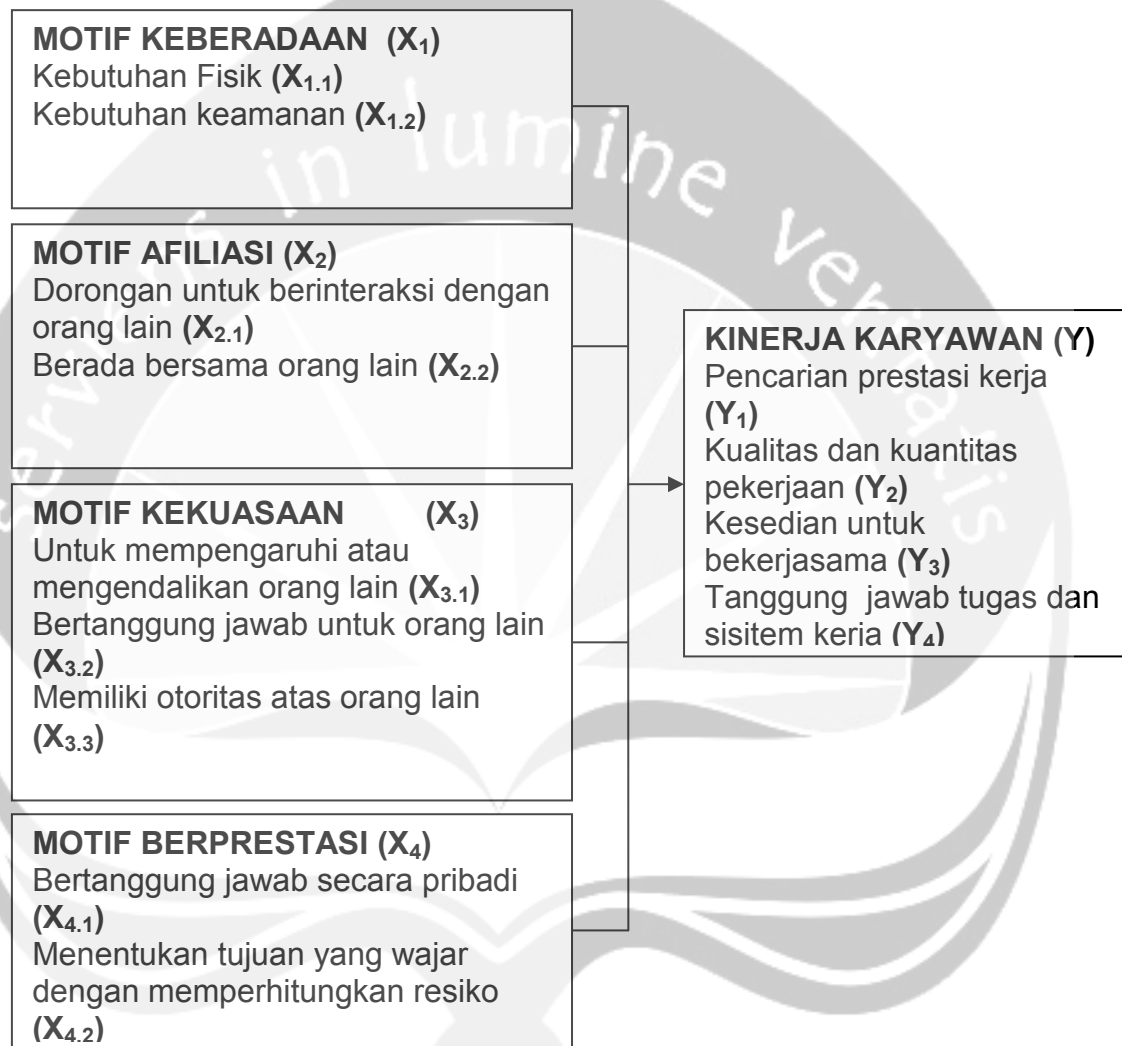 MOTIF KEBERADAAN (X1)
Kebutuhan Fisik (X1.1)
Kebutuhan keamanan (X1.2)
MOTIF AFILIASI (X2)
Dorongan untuk berinteraksi dengan
orang lain (X2.1)
Berada bersama orang lain (X2.2)
MOTIF KEKUASAAN (X3)
Untuk mempengaruhi atau
mengendalikan orang lain (X3.1)
Bertanggung jawab untuk orang lain
(X3.2)
Memiliki otoritas atas orang lain
(X3.3)
MOTIF BERPRESTASI (X4)
Bertanggung jawab secara pribadi
(X4.1)
Menentukan tujuan yang wajar
dengan memperhitungkan resiko
(X4.2)
KINERJA KARYAWAN (Y)
Pencarian prestasi kerja
(Y1)
Kualitas dan kuantitas
pekerjaan (Y2)
Kesedian untuk
bekerjasama (Y3)
Tanggung jawab tugas dan
sisitem kerja (Y4)
serviens in lumine veritatis